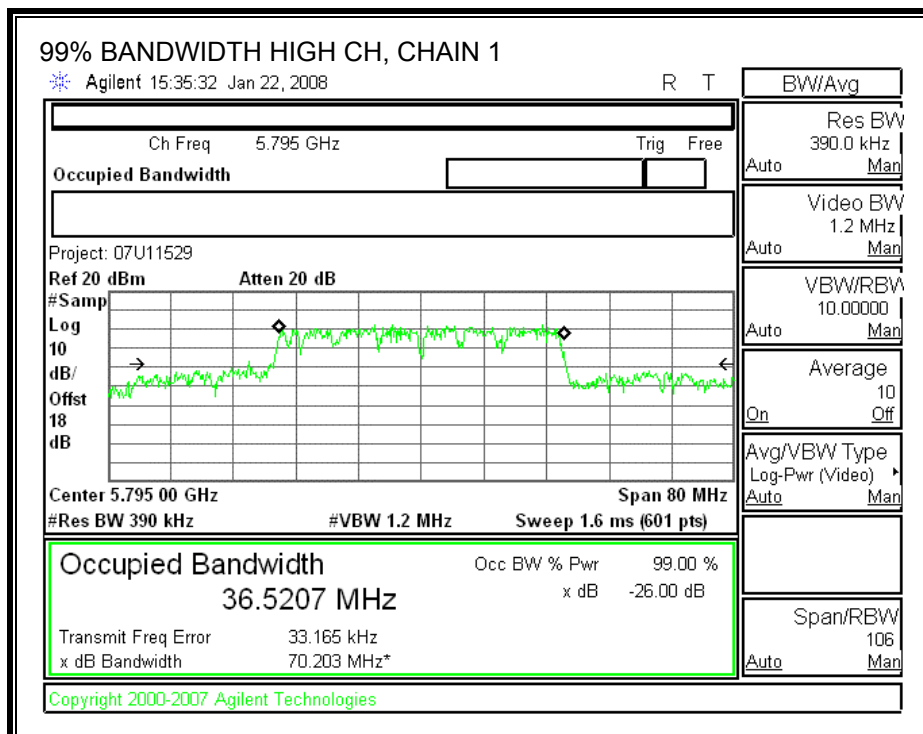 99% BANDWIDTH HIGH CH, CHAIN 1
Agilent 15:35:32 Jan 22, 2008 R T
BW/Avg
Ch Freq 5.795 GHz Trig Free
Occupied Bandwidth
Project: 07U11529
Ref 20 dBm Atten 20 dB
#Samp
Log
10
dB/
Offst
18
dB
Center 5.795 00 GHz Span 80 MHz
#Res BW 390 kHz #VBW 1.2 MHz Sweep 1.6 ms (601 pts)
Occupied Bandwidth Occ BW % Pwr 99.00 %
36.5207 MHz x dB -26.00 dB
Transmit Freq Error 33.165 kHz
x dB Bandwidth 70.203 MHz*
Copyright 2000-2007 Agilent Technologies
Res BW
390.0 kHz
Auto Man
Video BW
1.2 MHz
Auto Man
VBW/RBW
10.00000
Auto Man
Average
10
On Off
Avg/VBW Type
Log-Pwr (Video)
Auto Man
Span/RBW
106
Auto Man